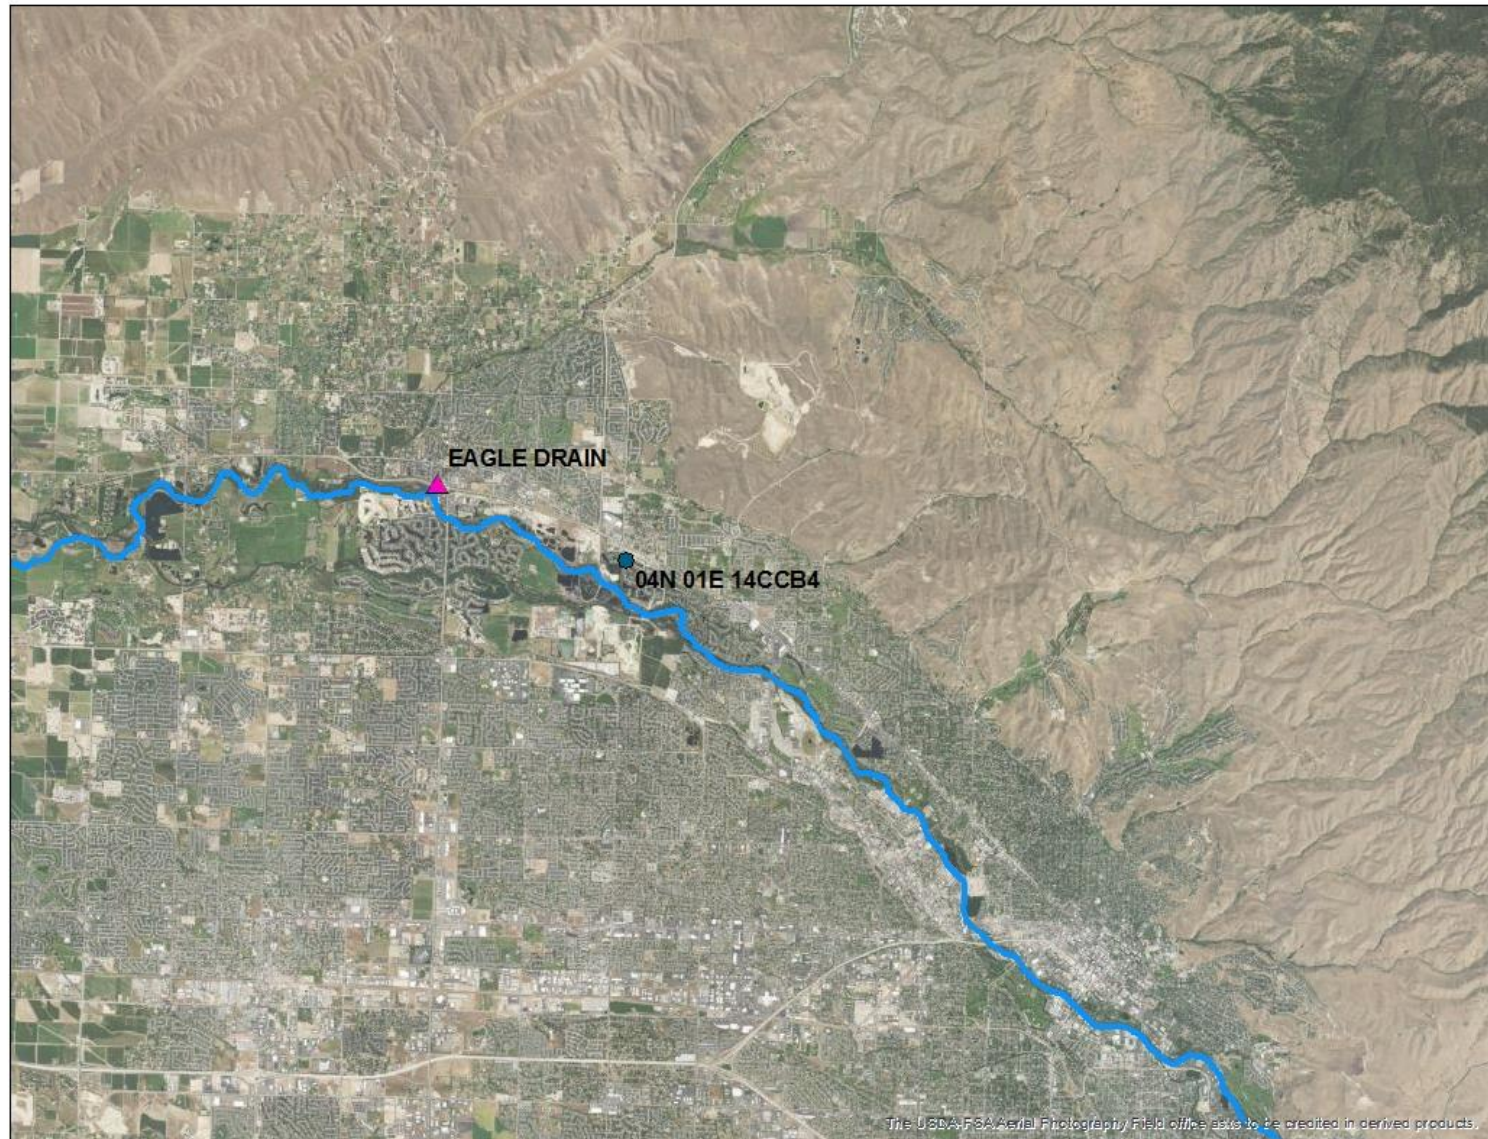 EAGLE DRAIN
04N 01E 14CCB4
The USDA-FSA Aerial Photography Field office asks to be credited in derived products.